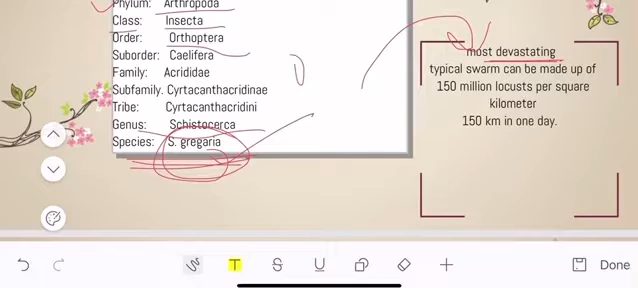 Phylum: Arthropoda
Class: Insecta
Order: Orthoptera
Suborder: Caelifera
Family: Acrididae
Subfamily. Cyrtacanthacridinae
Tribe: Cyrtacanthacridini
Genus: Schistocerca
Species: S. gregaria
most devastating
typical swarm can be made up of
150 million locusts per square
kilometer
150 km in one day.
T S U
Done